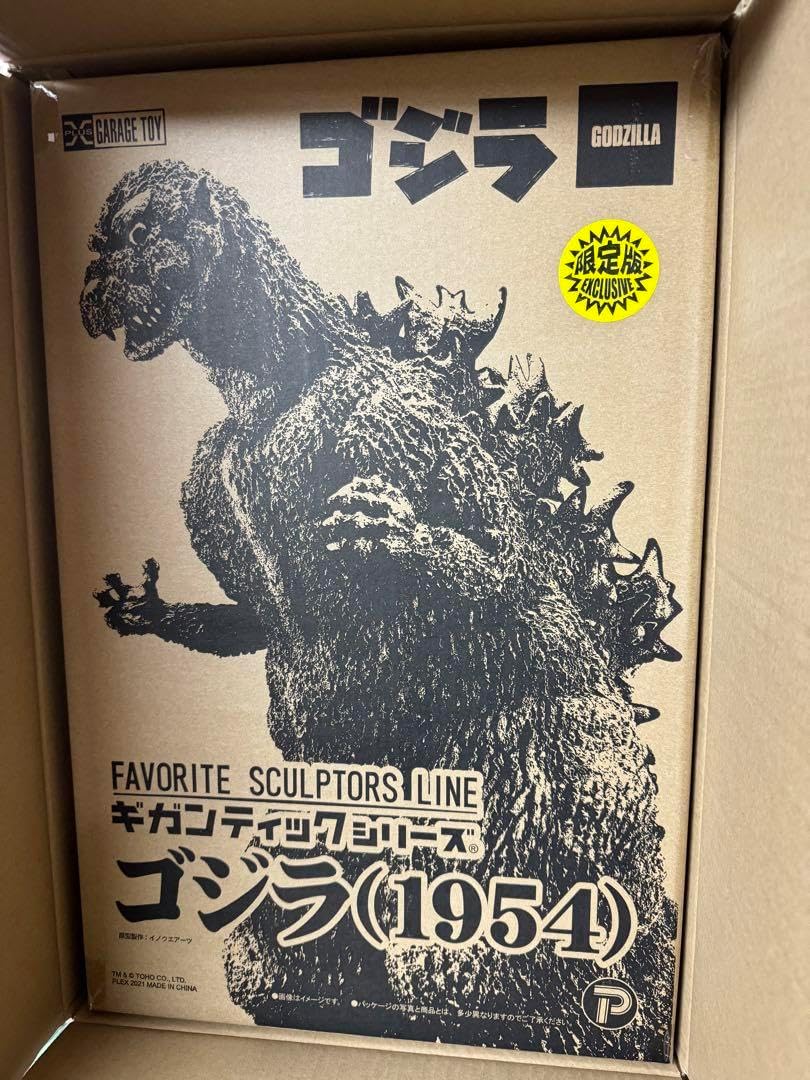 X PLUS GARAGE TOY
ゴジラ
GODZILLA
限定版
EXCLUSIVE
FAVORITE SCULPTORS LINE
ギガンティックシリーズ®
ゴジラ(1954)
原型製作:イノウエアーツ
TM & © TOHO CO., LTD.
PLEX 2021 MADE IN CHINA
●画像はイメージです。 ●パッケージの写真と商品とは、多少異なりますのでご了承ください
P